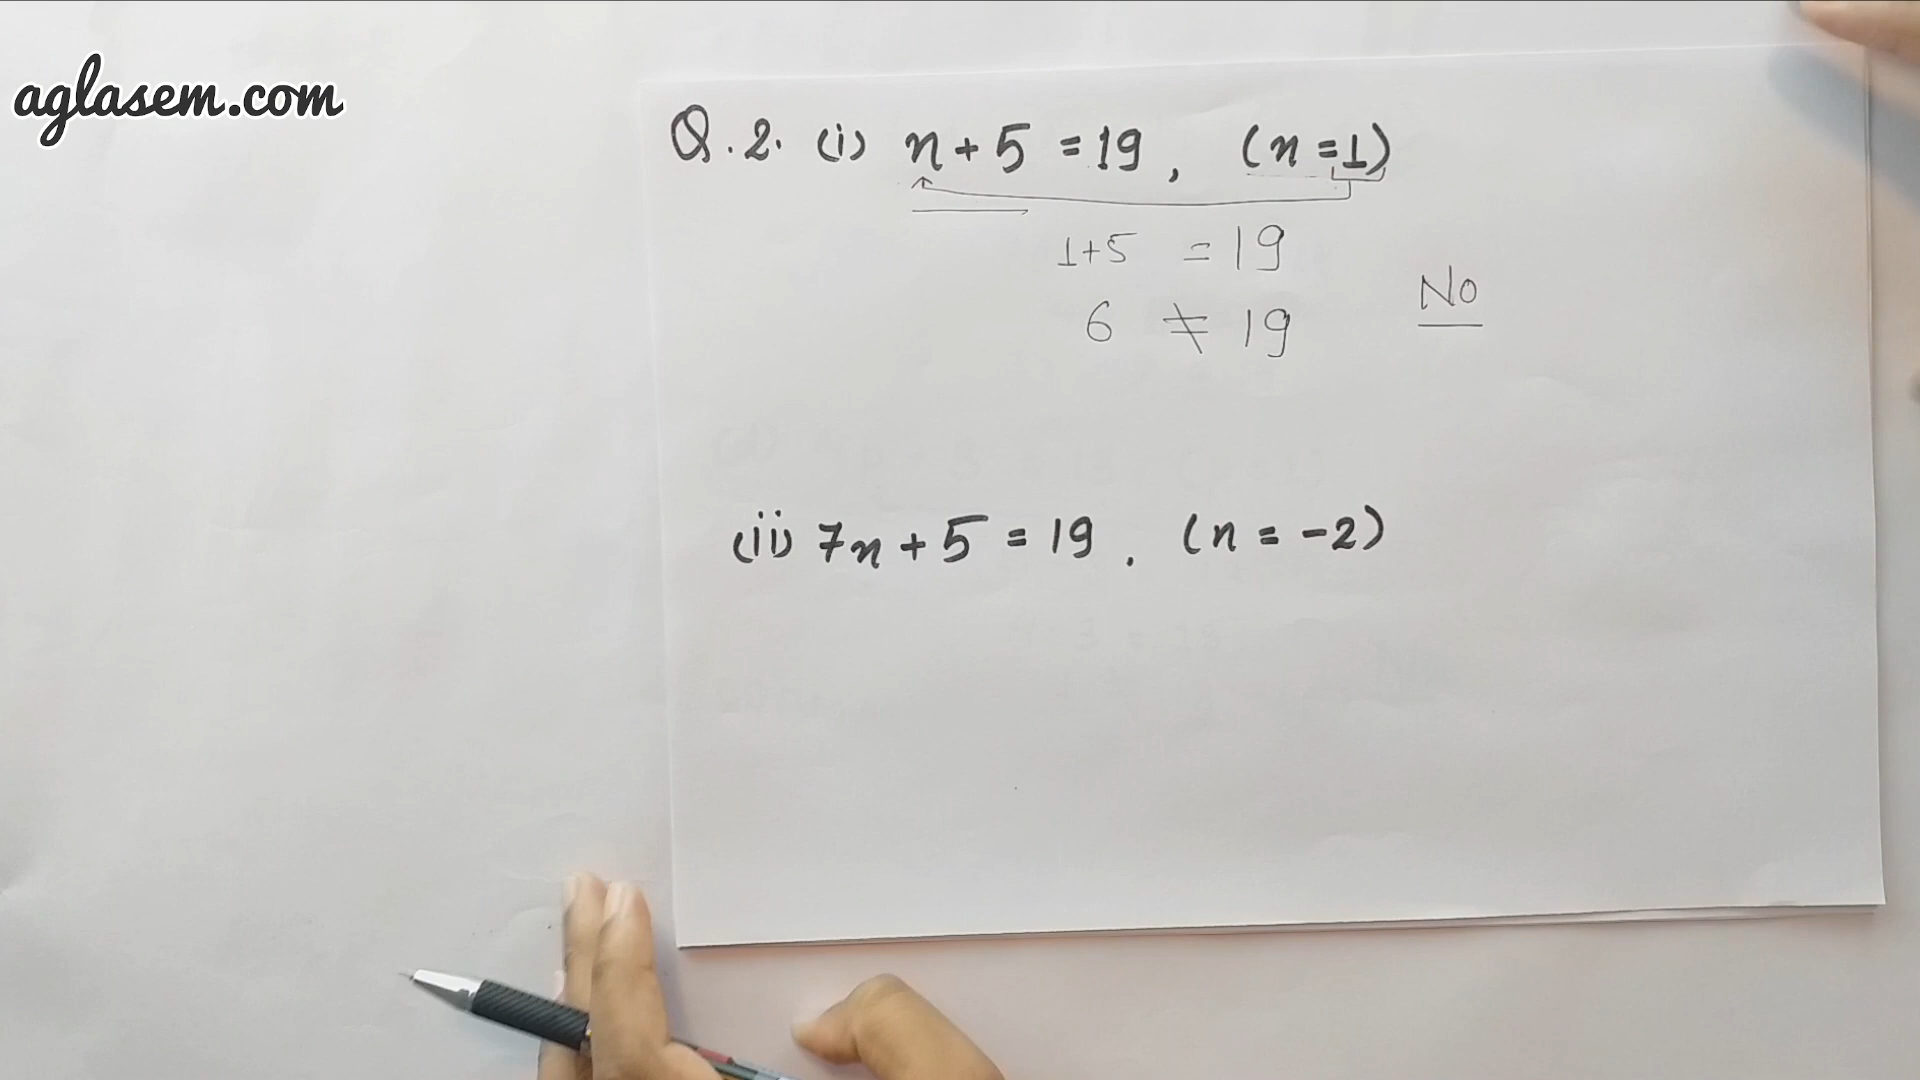 aglasem.com
Q.2. (i) n + 5 = 19, (n = 1)
1+5 = 19
6 ≠ 19
No
(ii) 7n + 5 = 19. (n = -2)